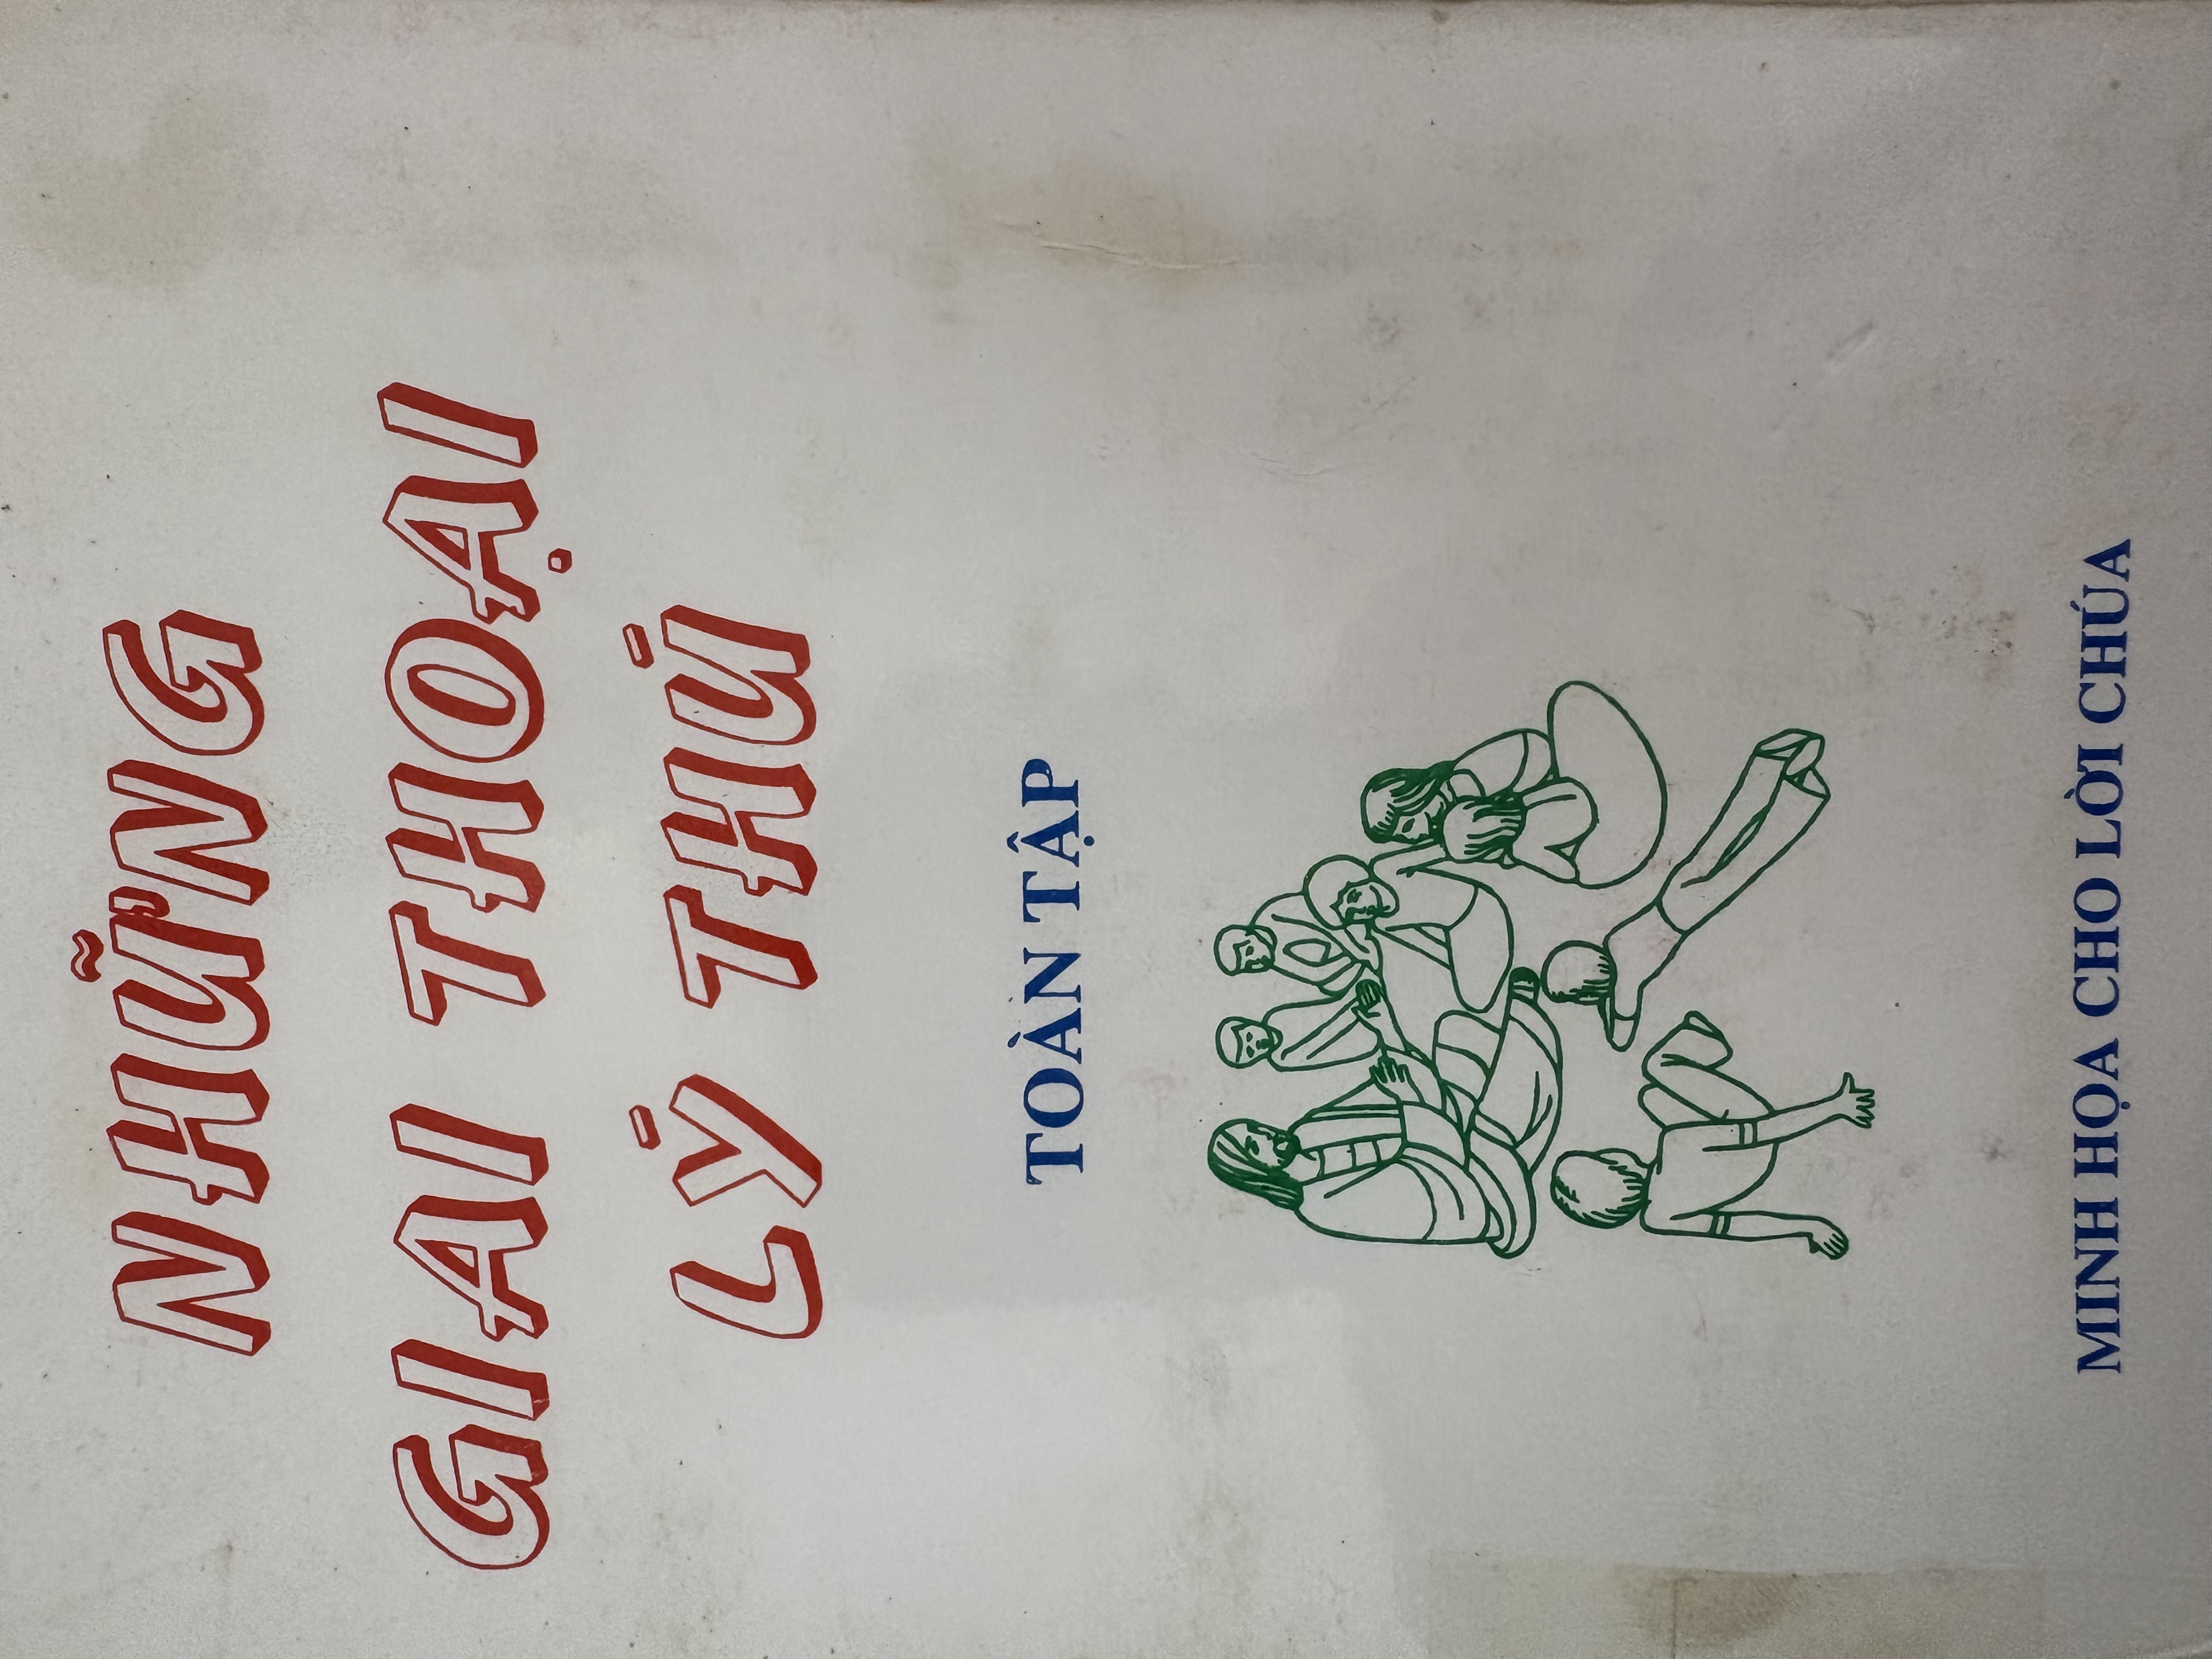 NHỮNG
GIAI THOẠI
LÝ THÚ
TOÀN TẬP
MINH HỌA CHO LỜI CHÚA